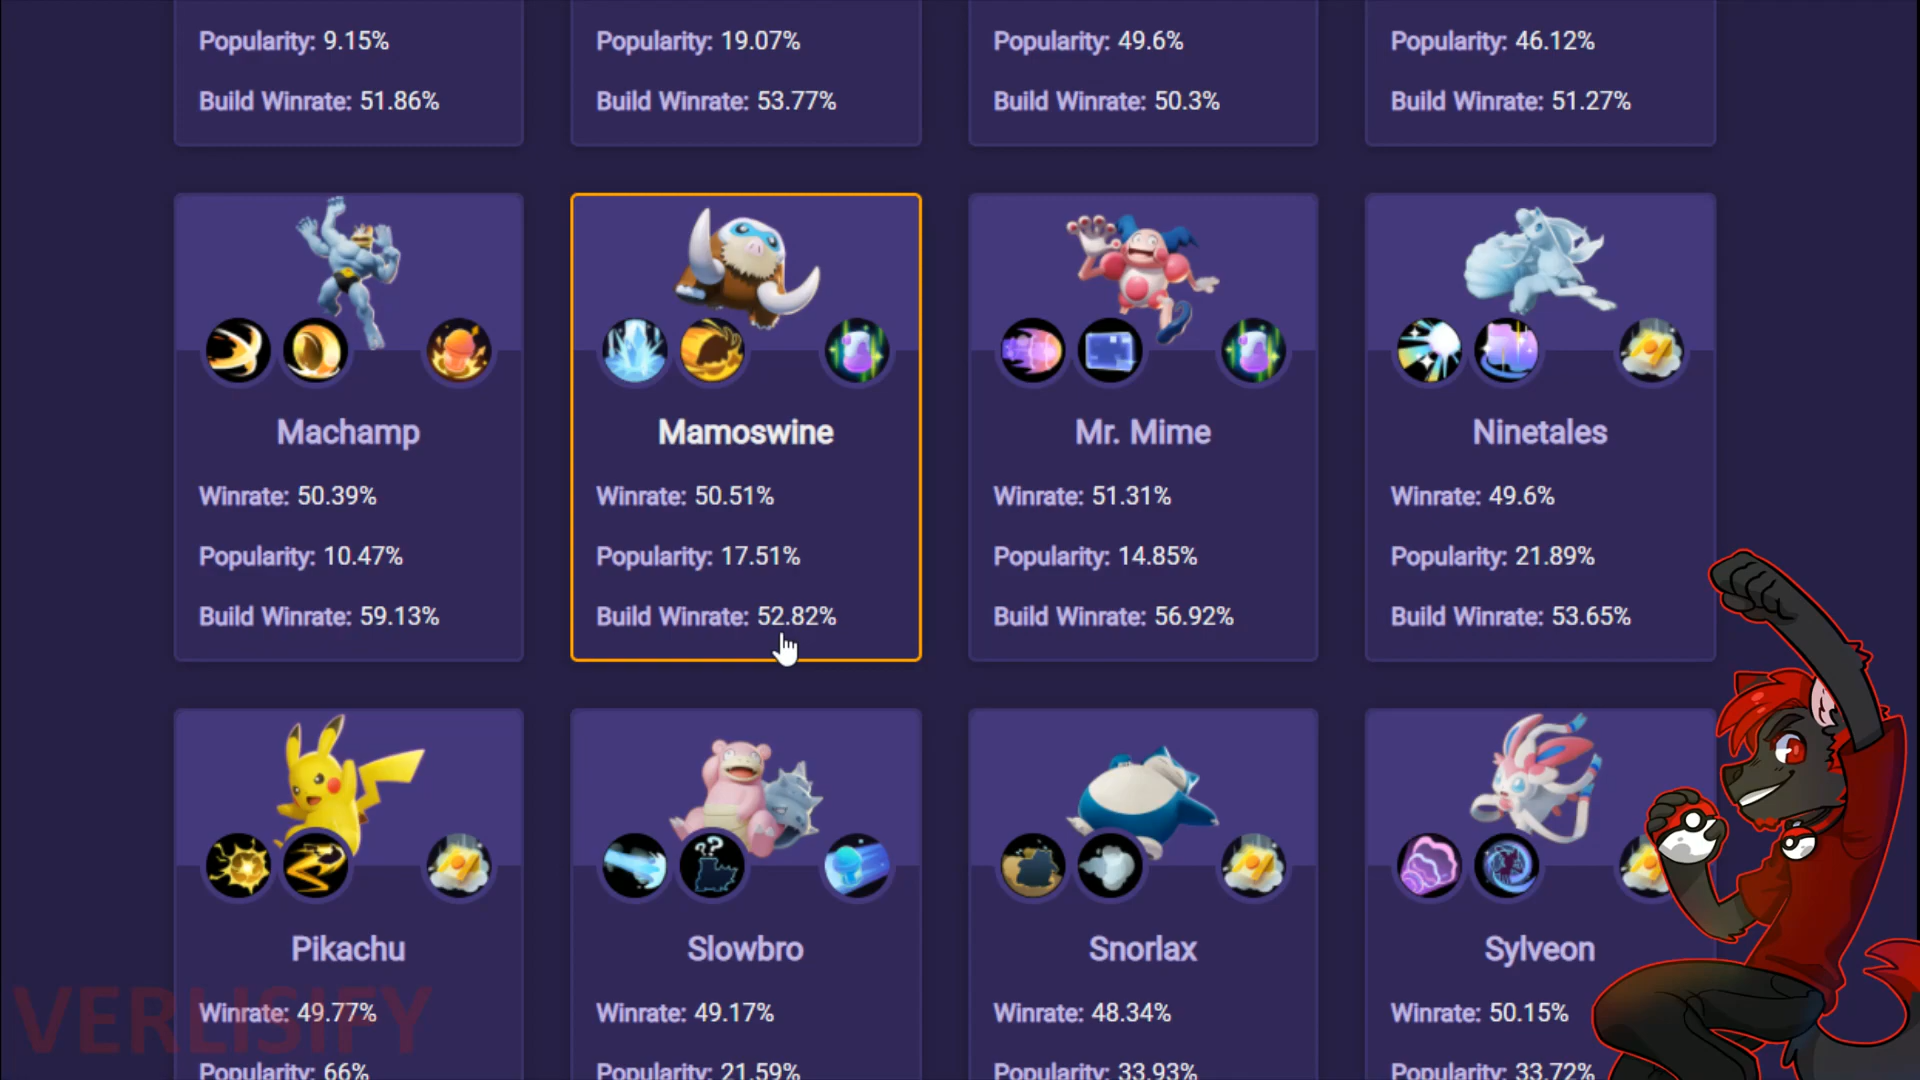 Popularity: 9.15%
Popularity: 19.07%
Popularity: 49.6%
Popularity: 46.12%
Build Winrate: 51.86%
Build Winrate: 53.77%
Build Winrate: 50.3%
Build Winrate: 51.27%
Machamp
Mamoswine
Mr. Mime
Ninetales
Winrate: 50.39%
Winrate: 50.51%
Winrate: 51.31%
Winrate: 49.6%
Popularity: 10.47%
Popularity: 17.51%
Popularity: 14.85%
Popularity: 21.89%
Build Winrate: 59.13%
Build Winrate: 52.82%
Build Winrate: 56.92%
Build Winrate: 53.65%
??
Pikachu
Slowbro
Snorlax
Sylveon
Winrate: 49.77%
Winrate: 49.17%
Winrate: 48.34%
Winrate: 50.15%
VERLISIFY
Popularity: 66%
Popularity: 21.59%
Popularity: 33.93%
Popularity: 33.72%